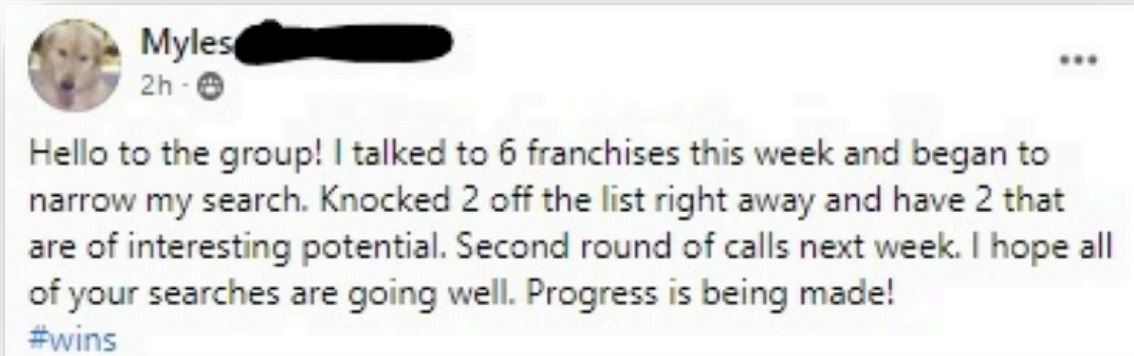 Myles
2h ·
Hello to the group! I talked to 6 franchises this week and began to
narrow my search. Knocked 2 off the list right away and have 2 that
are of interesting potential. Second round of calls next week. I hope all
of your searches are going well. Progress is being made!
#wins